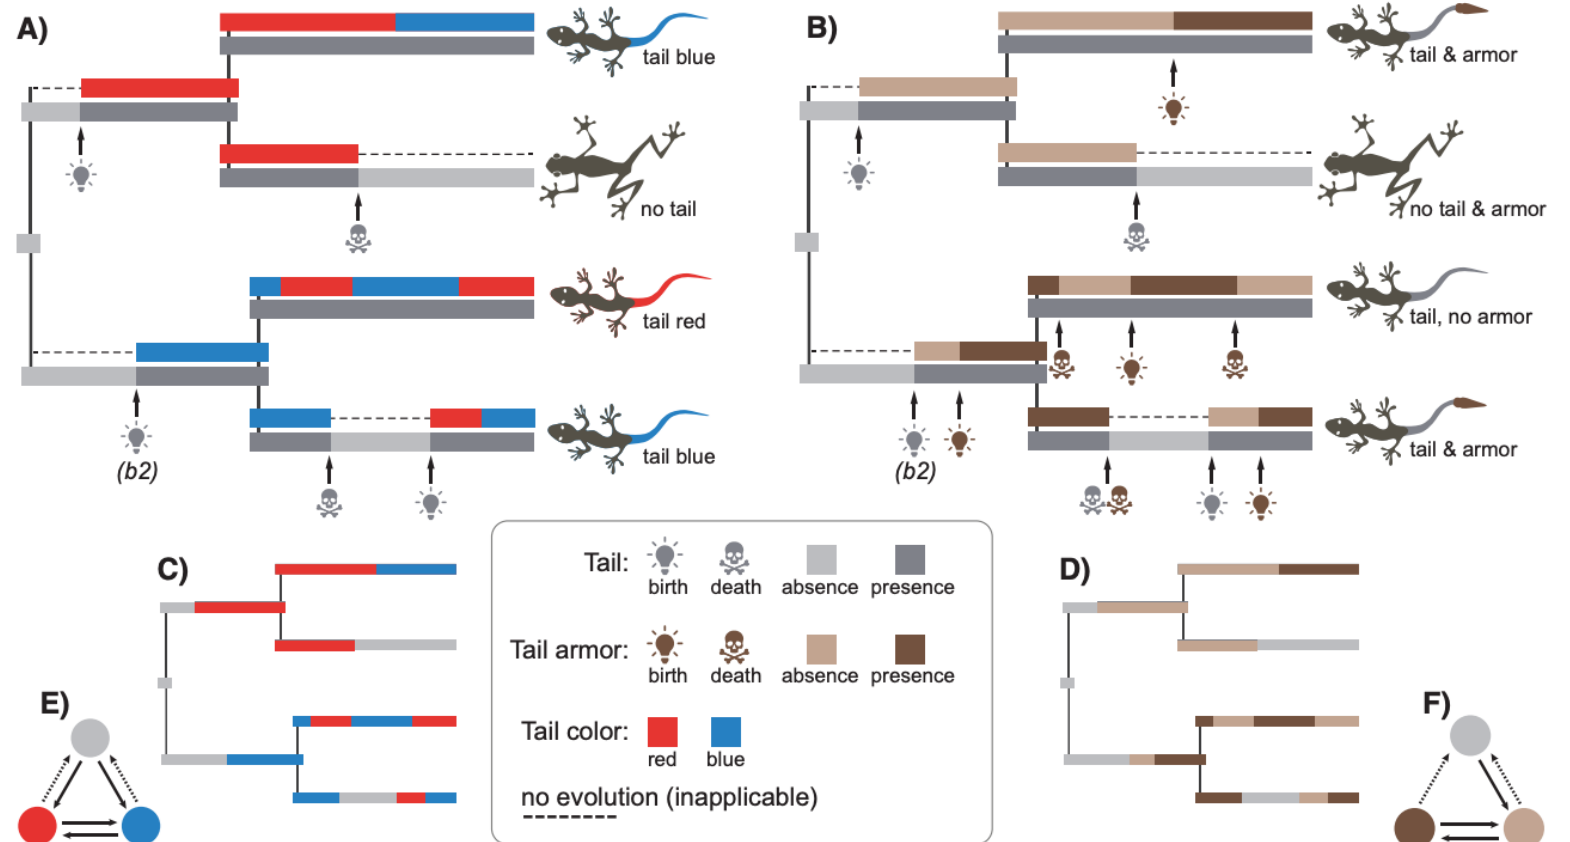 A)
tail blue
no tail
tail red
tail blue
(b2)
B)
tail & armor
no tail & armor
tail, no armor
tail & armor
(b2)
C)
E)
Tail:
birth death absence presence
Tail armor:
birth death absence presence
Tail color:
red blue
no evolution (inapplicable)
D)
F)